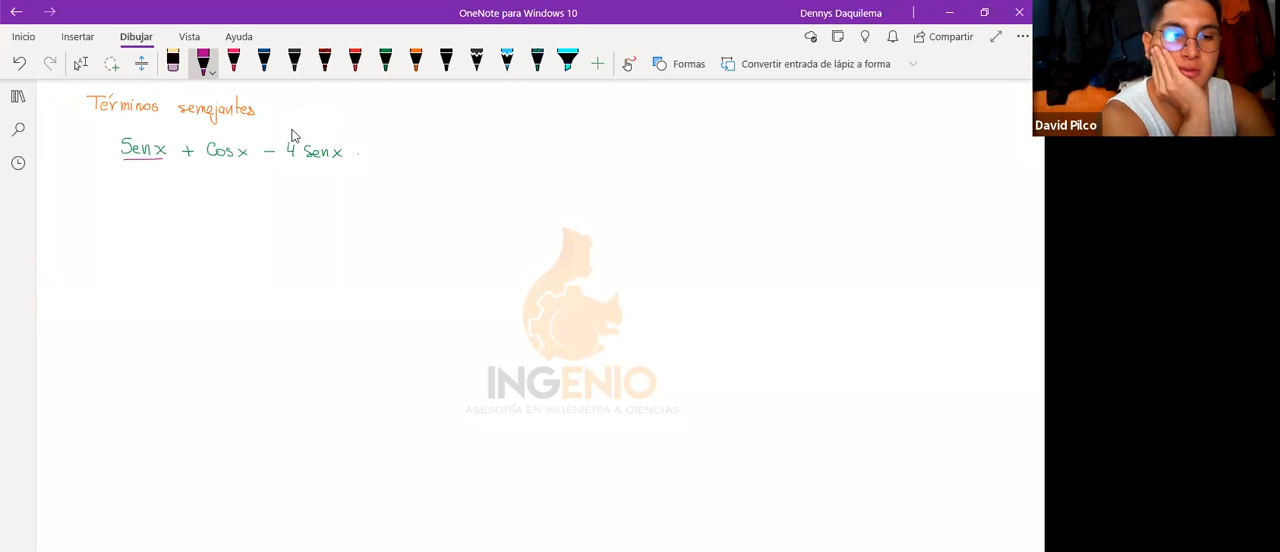 OneNote para Windows 10
Dennys Daquilema
Inicio Insertar Dibujar Vista Ayuda
Compartir
Formas
Convertir entrada de lápiz a forma
David Pilco
Términos semejantes
Senx + Cosx - 4 senx
INGENIO
ASESORÍA EN INGENIERÍA & CIENCIAS